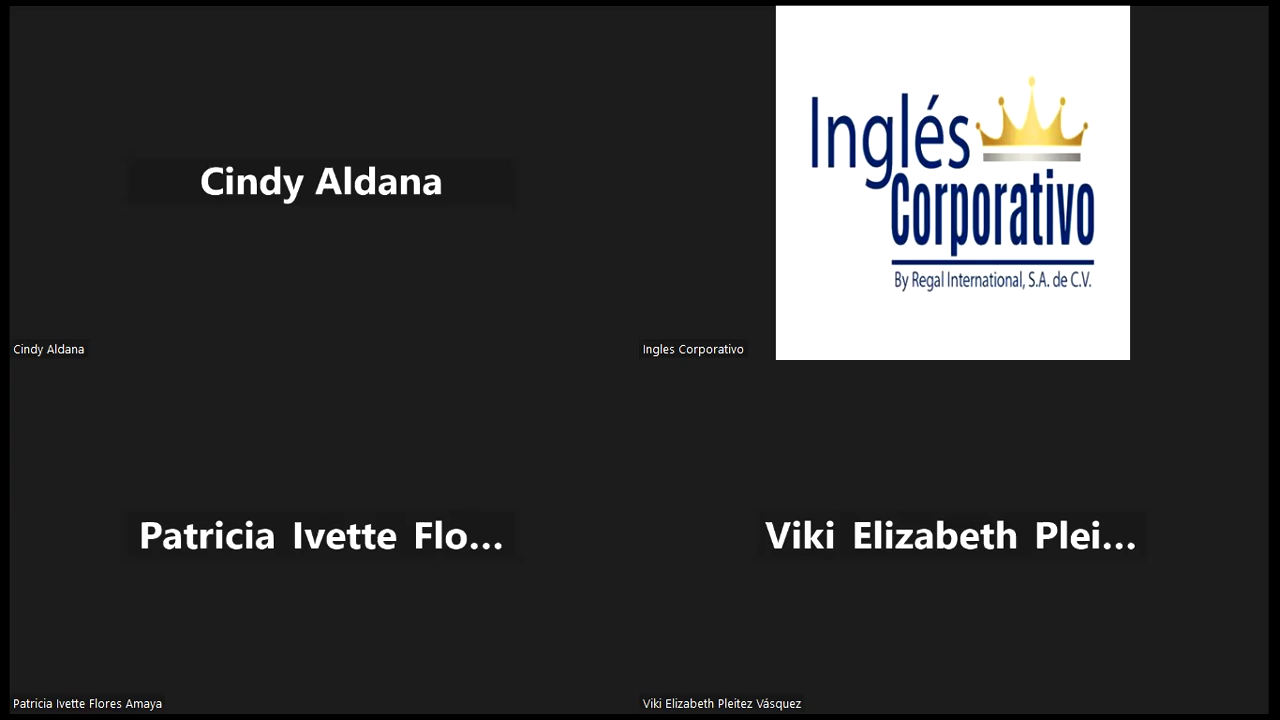 Cindy Aldana
Cindy Aldana
Inglés
Corporativo
By Regal International, S.A. de C.V.
Ingles Corporativo
Patricia Ivette Flo...
Patricia Ivette Flores Amaya
Viki Elizabeth Plei...
Viki Elizabeth Pleitez Vásquez